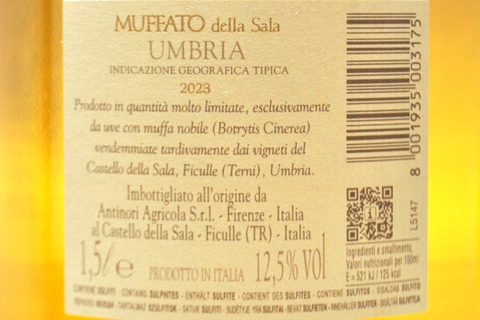 MUFFATO della Sala
UMBRIA
INDICAZIONE GEOGRAFICA TIPICA
2023
Prodotto in quantità molto limitate, esclusivamente
da uve con muffa nobile (Botrytis Cinerea)
vendemmiate tardivamente dai vigneti del
Castello della Sala, Ficulle (Terni), Umbria.
Imbottigliato all'origine da
Antinori Agricola S.r.l. - Firenze - Italia
al Castello della Sala - Ficulle (TR) - Italia
1,5 l e PRODOTTO IN ITALIA 12,5% VOL
8 001935 003175
L5147
Ingredienti e smaltimento,
Valori nutrizionali per 100ml
E = 521 kJ / 125 kcal
CONTIENE SOLFITI - CONTAINS SULPHITES - ENTHÄLT SULFITE - CONTIENT DES SULFITES - CONTIENE SULFITOS - SISALDAB SULFITID